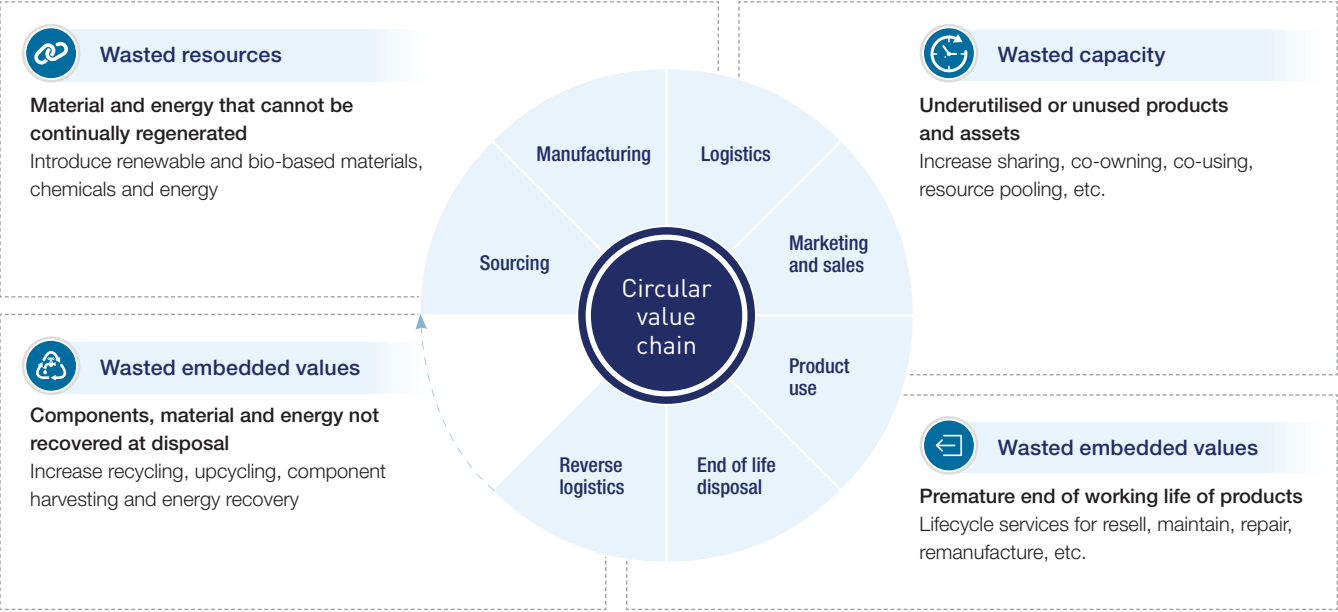 Wasted resources
Material and energy that cannot be
continually regenerated
Introduce renewable and bio-based materials,
chemicals and energy
Wasted capacity
Underutilised or unused products
and assets
Increase sharing, co-owning, co-using,
resource pooling, etc.
Manufacturing
Logistics
Sourcing
Marketing
and sales
Circular
value
chain
Product
use
Reverse
logistics
End of life
disposal
Wasted embedded values
Components, material and energy not
recovered at disposal
Increase recycling, upcycling, component
harvesting and energy recovery
Wasted embedded values
Premature end of working life of products
Lifecycle services for resell, maintain, repair,
remanufacture, etc.